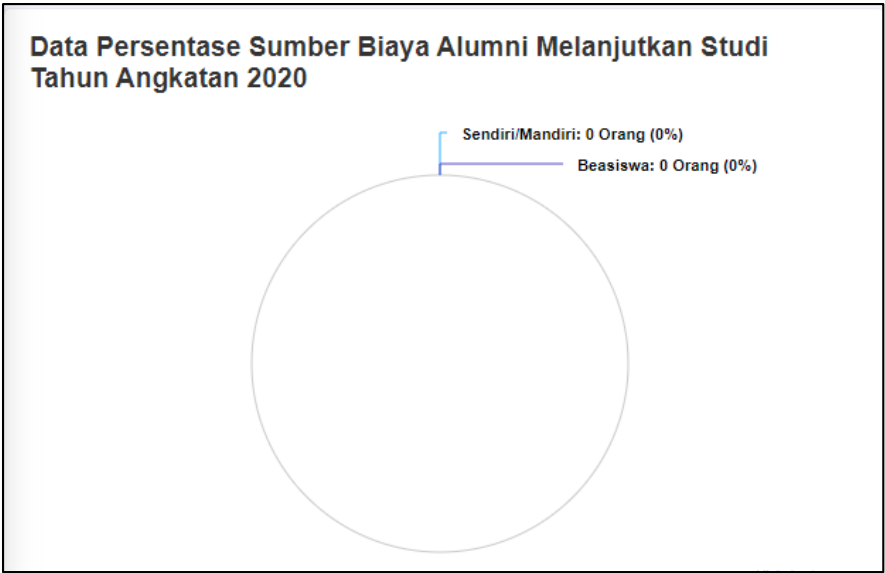 Data Persentase Sumber Biaya Alumni Melanjutkan Studi
Tahun Angkatan 2020
Sendiri/Mandiri: 0 Orang (0%)
Beasiswa: 0 Orang (0%)